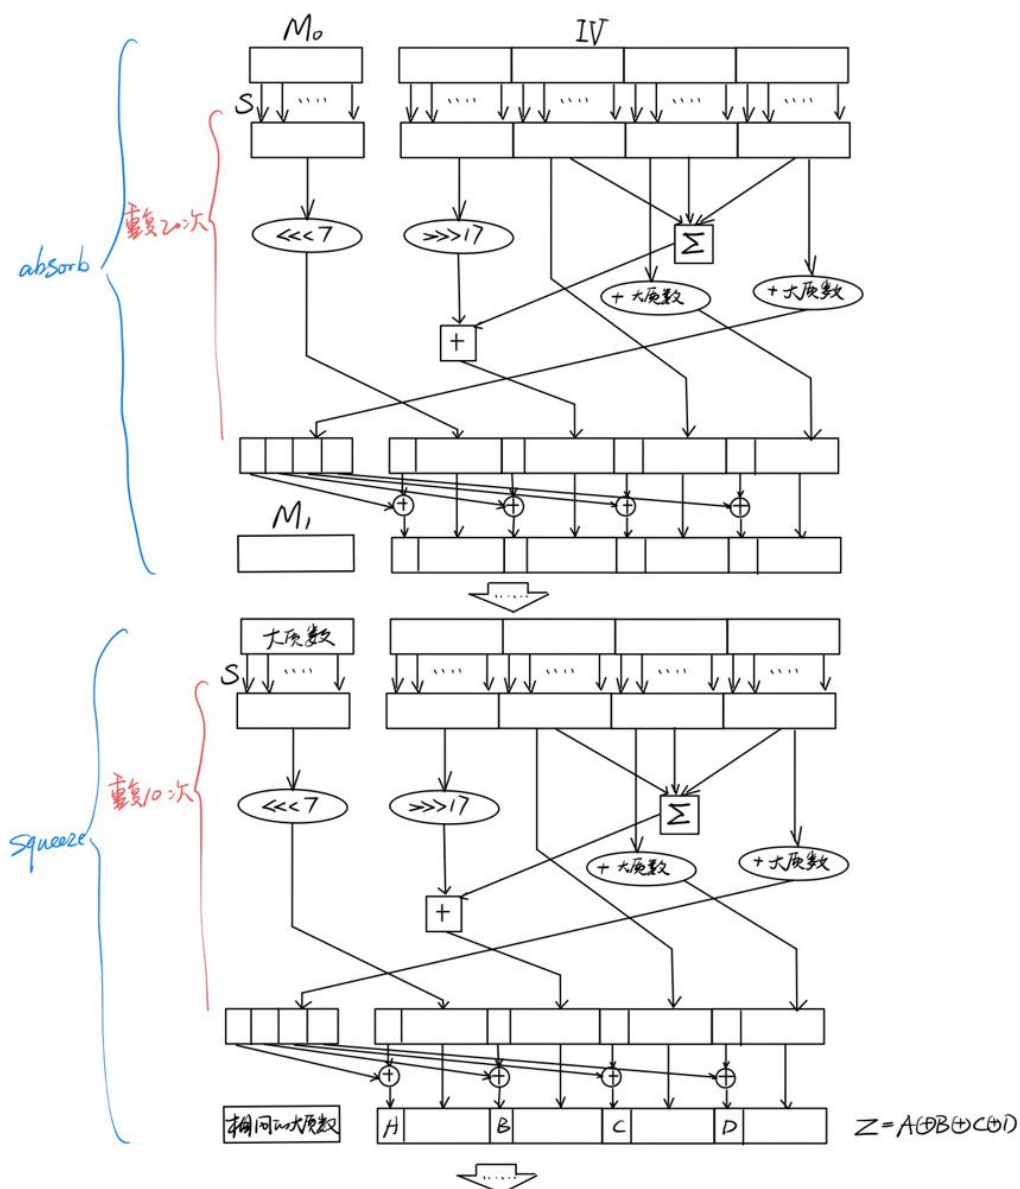 M₀ IV
S ···· ···· ···· ···· ····
absorb
重复20次
<<<7 >>>17 Σ
+大质数 +大质数
+
+ + + +
M₁
······
大质数
S ···· ···· ···· ···· ····
squeeze
重复10次
<<<7 >>>17 Σ
+大质数 +大质数
+
+ + + +
相同的大质数 A B C D Z=A⊕B⊕C⊕D
······